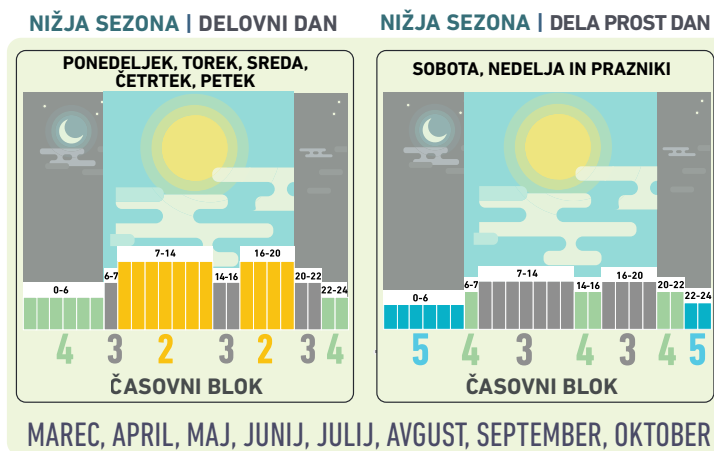 NIŽJA SEZONA | DELOVNI DAN
PONEDELJEK, TOREK, SREDA,
ČETRTEK, PETEK
0-6
6-7
7-14
14-16
16-20
20-22
22-24
4 3 2 3 2 3 4
ČASOVNI BLOK
NIŽJA SEZONA | DELA PROST DAN
SOBOTA, NEDELJA IN PRAZNIKI
0-6
6-7
7-14
14-16
16-20
20-22
22-24
5 4 3 4 3 4 5
ČASOVNI BLOK
MAREC, APRIL, MAJ, JUNIJ, JULIJ, AVGUST, SEPTEMBER, OKTOBER